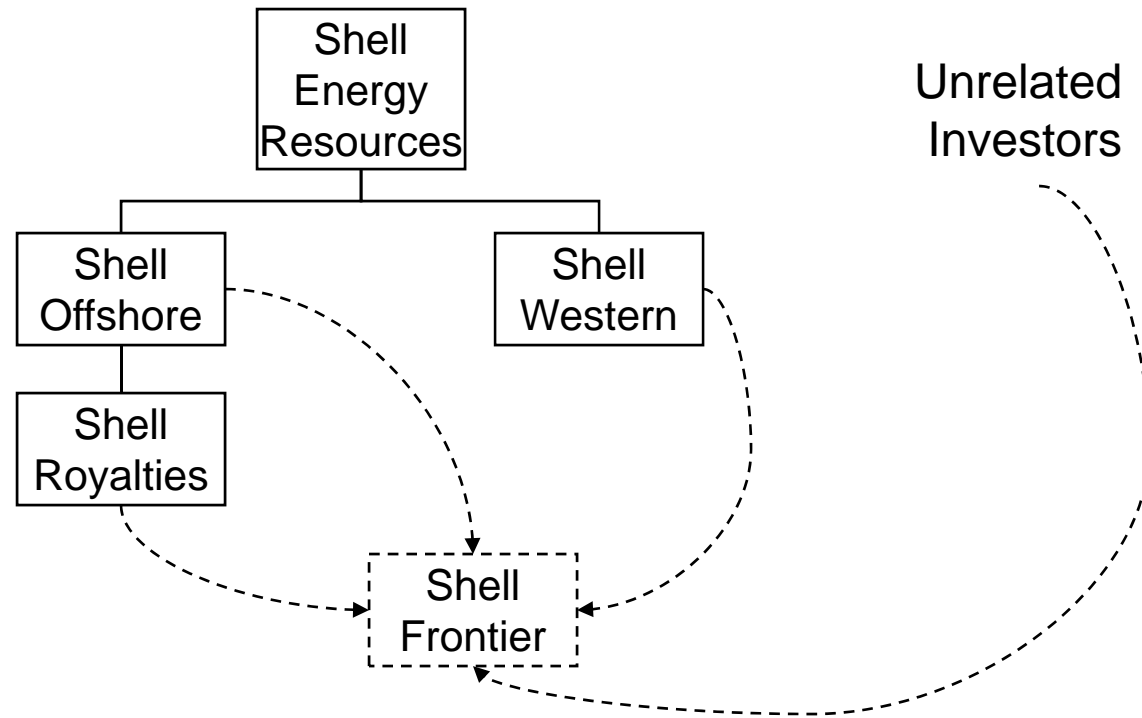 Shell
Energy
Resources
Unrelated
Investors
Shell
Offshore
Shell
Western
Shell
Royalties
Shell
Frontier